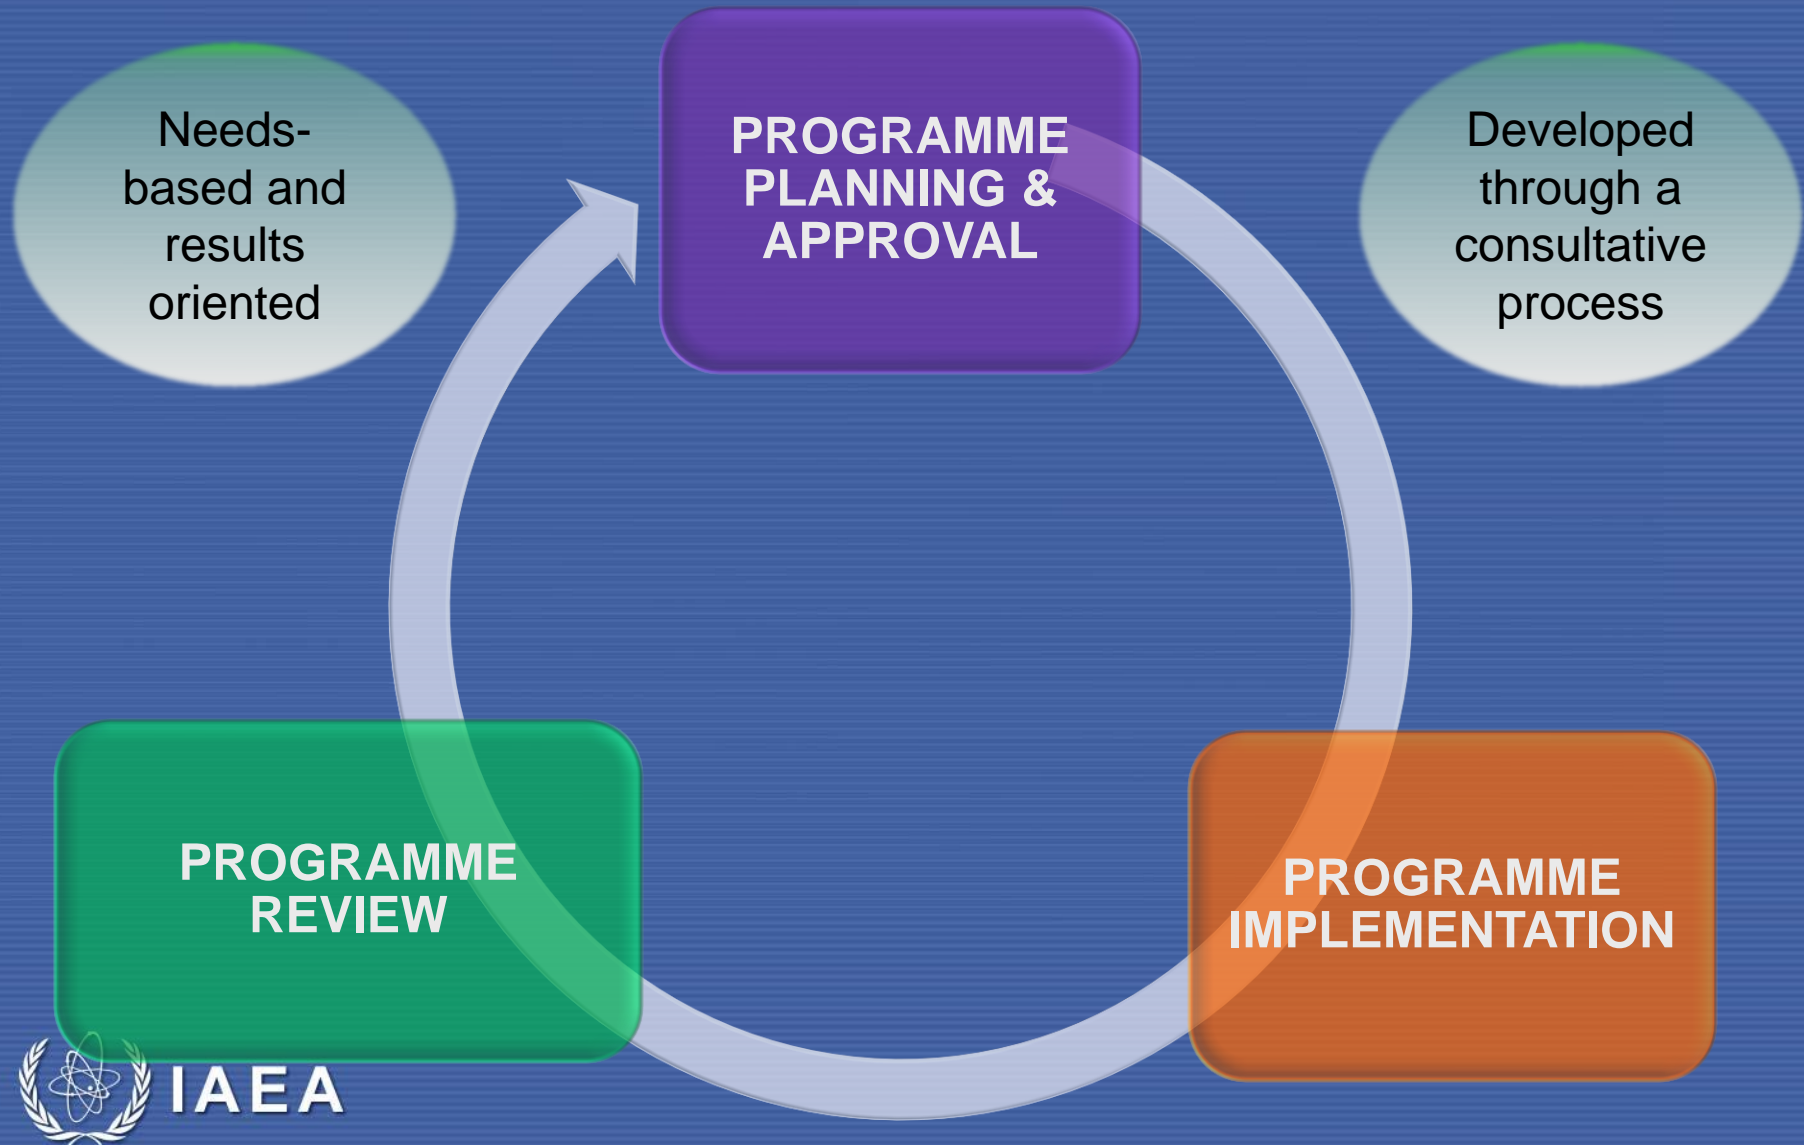 Needs-
based and
results
oriented
PROGRAMME
PLANNING &
APPROVAL
Developed
through a
consultative
process
PROGRAMME
REVIEW
PROGRAMME
IMPLEMENTATION
IAEA